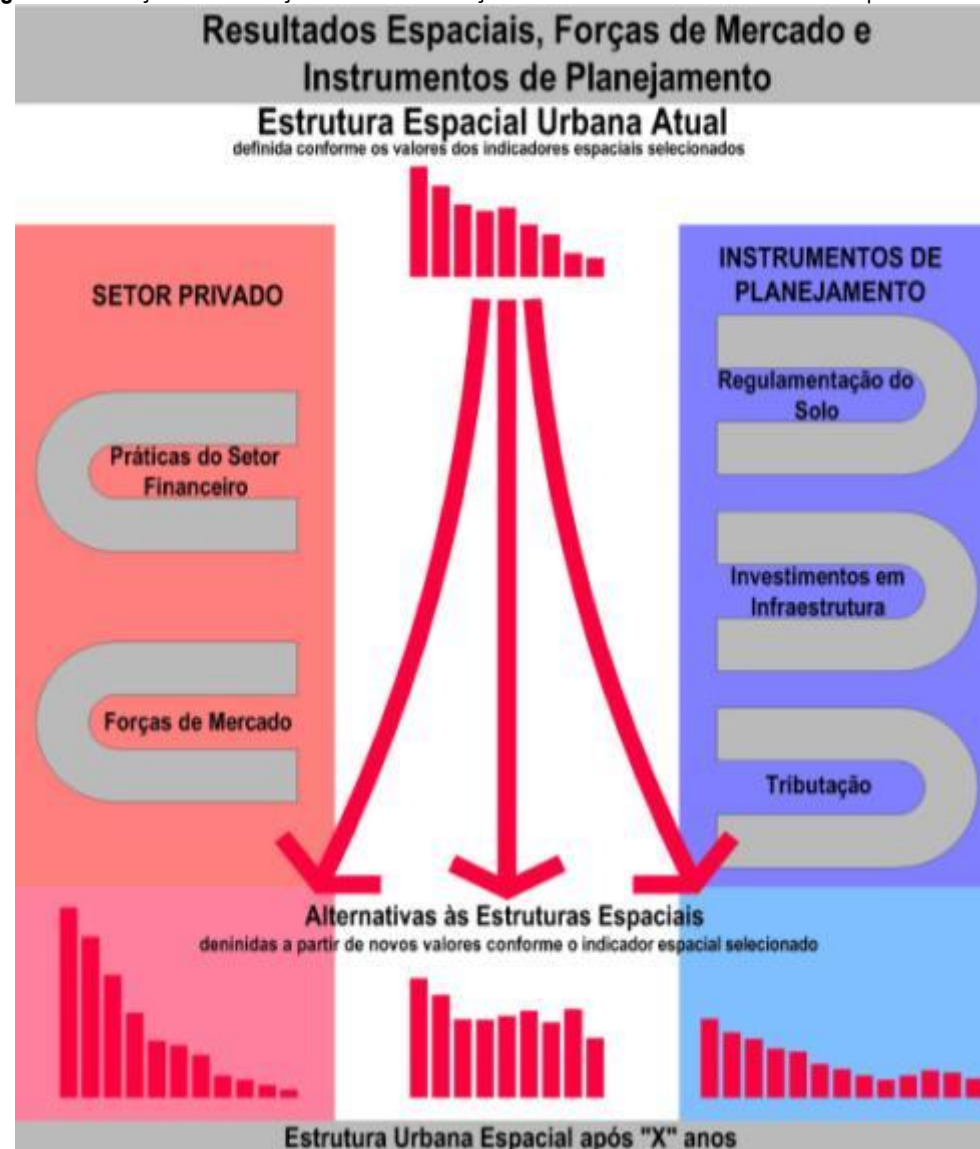 Resultados Espaciais, Forças de Mercado e
Instrumentos de Planejamento
Estrutura Espacial Urbana Atual
definida conforme os valores dos indicadores espaciais selecionados
SETOR PRIVADO
Práticas do Setor
Financeiro
Forças de Mercado
INSTRUMENTOS DE
PLANEJAMENTO
Regulamentação do
Solo
Investimentos em
Infraestrutura
Tributação
Alternativas às Estruturas Espaciais
deninidas a partir de novos valores conforme o indicador espacial selecionado
Estrutura Urbana Espacial após "X" anos